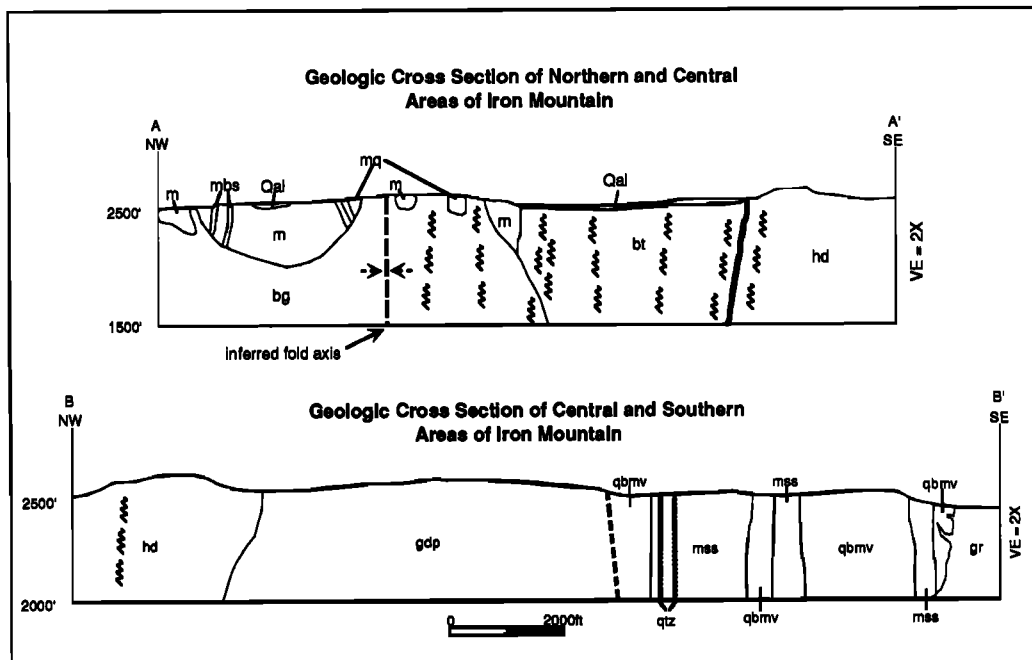 Geologic Cross Section of Northern and Central
Areas of Iron Mountain
A
NW
A'
SE
m
mbs
Qal
mq
m
Qal
2500'
m
m
bt
hd
VE = 2X
bg
1500'
inferred fold axis
B
NW
Geologic Cross Section of Central and Southern
Areas of Iron Mountain
B'
SE
2500'
qbmv
mss
qbmv
hd
gdp
mss
qbmv
gr
VE = 2X
2000'
qtz
qbmv
mss
0
2000ft